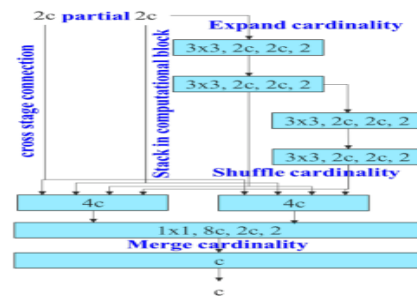 2c partial 2c
Expand cardinality
3x3, 2c, 2c, 2
3x3, 2c, 2c, 2
cross stage connection
Stack in computational block
3x3, 2c, 2c, 2
3x3, 2c, 2c, 2
Shuffle cardinality
4c
4c
1x1, 8c, 2c, 2
Merge cardinality
c
c